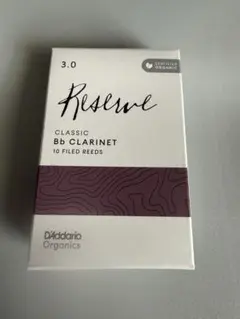 3.0
CERTIFIED
ORGANIC
Reserve
CLASSIC
Bb CLARINET
10 FILED REEDS
D'Addario
Organics